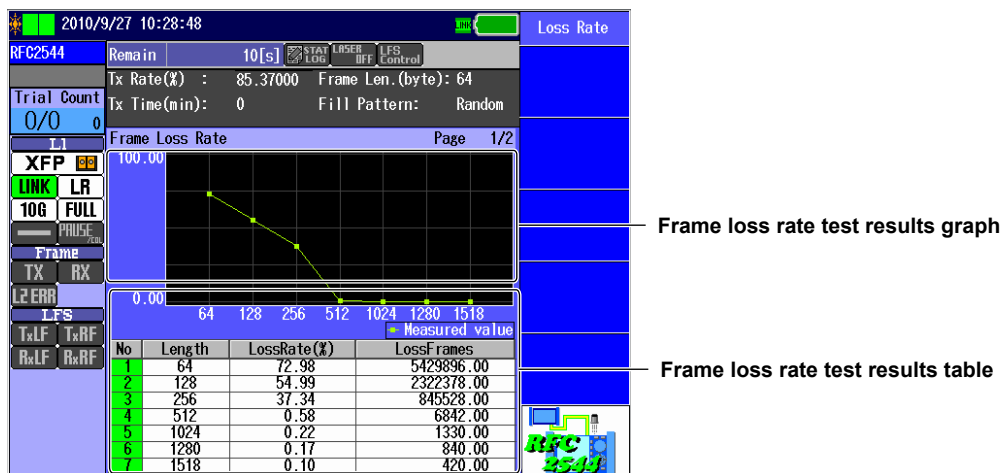 2010/9/27 10:28:48
LINK
Loss Rate
RFC2544
Remain 10[s] STAT LOG LASER OFF LFS Control
Tx Rate(%) : 85.37000 Frame Len.(byte): 64
Tx Time(min): 0 Fill Pattern: Random
Trial Count
0/0 0
Frame Loss Rate Page 1/2
L1
XFP
LINK LR
10G FULL
PAUSE /COL
Frame
TX RX
L2 ERR
LFS
TxLF TxRF
RxLF RxRF
100.00
0.00
64 128 256 512 1024 1280 1518
Measured value
No Length LossRate(%) LossFrames
1 64 72.98 5429896.00
2 128 54.99 2322378.00
3 256 37.34 845528.00
4 512 0.58 6842.00
5 1024 0.22 1330.00
6 1280 0.17 840.00
7 1518 0.10 420.00
RFC
2544
Frame loss rate test results graph
Frame loss rate test results table